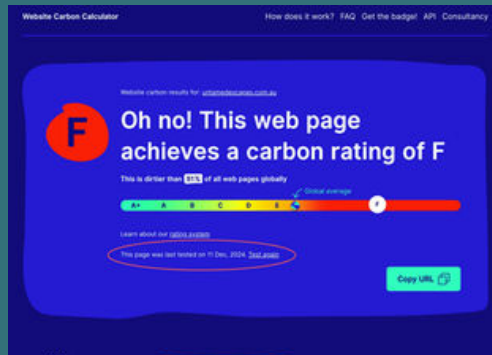 Website Carbon Calculator
How does it work? FAQ Get the badge! API Consultancy
Website carbon results for: untamedescapes.com.au
F
Oh no! This web page
achieves a carbon rating of F
This is dirtier than 81% of all web pages globally
Global average
A+ A B C D E F
Learn about our rating system
This page was last tested on 11 Dec, 2024. Test again
Copy URL